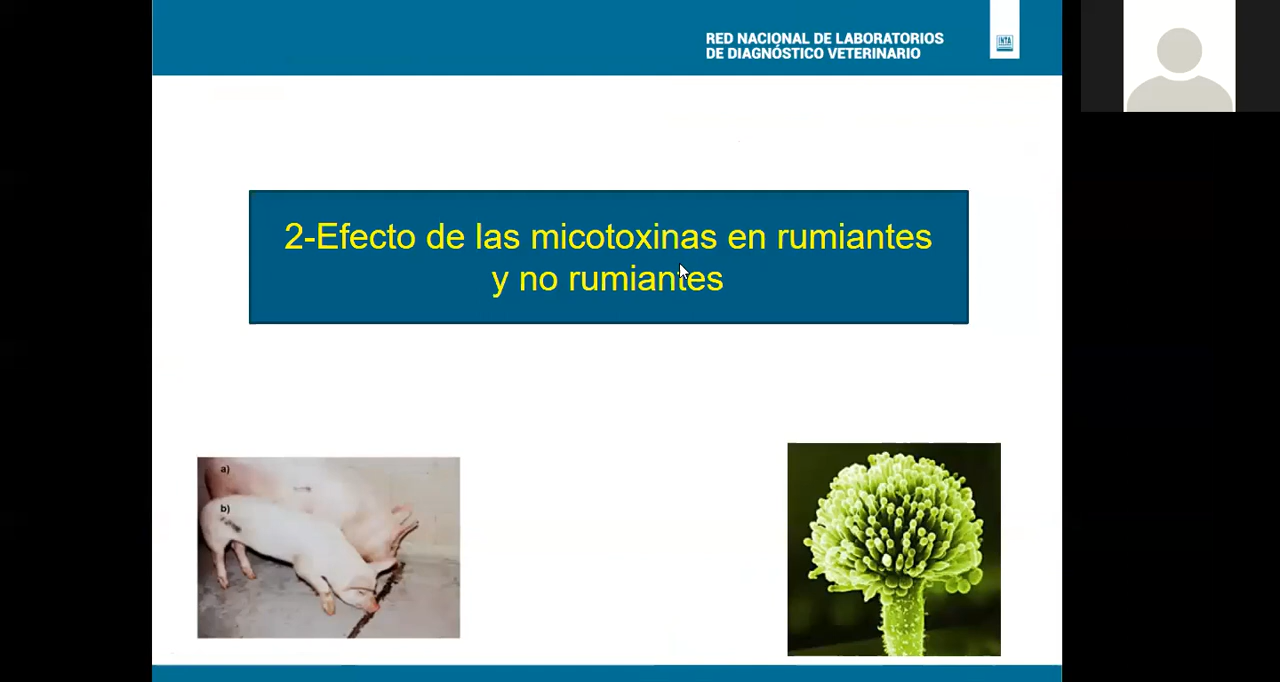 RED NACIONAL DE LABORATORIOS
DE DIAGNÓSTICO VETERINARIO
INTA
2-Efecto de las micotoxinas en rumiantes
y no rumiantes
a)
b)